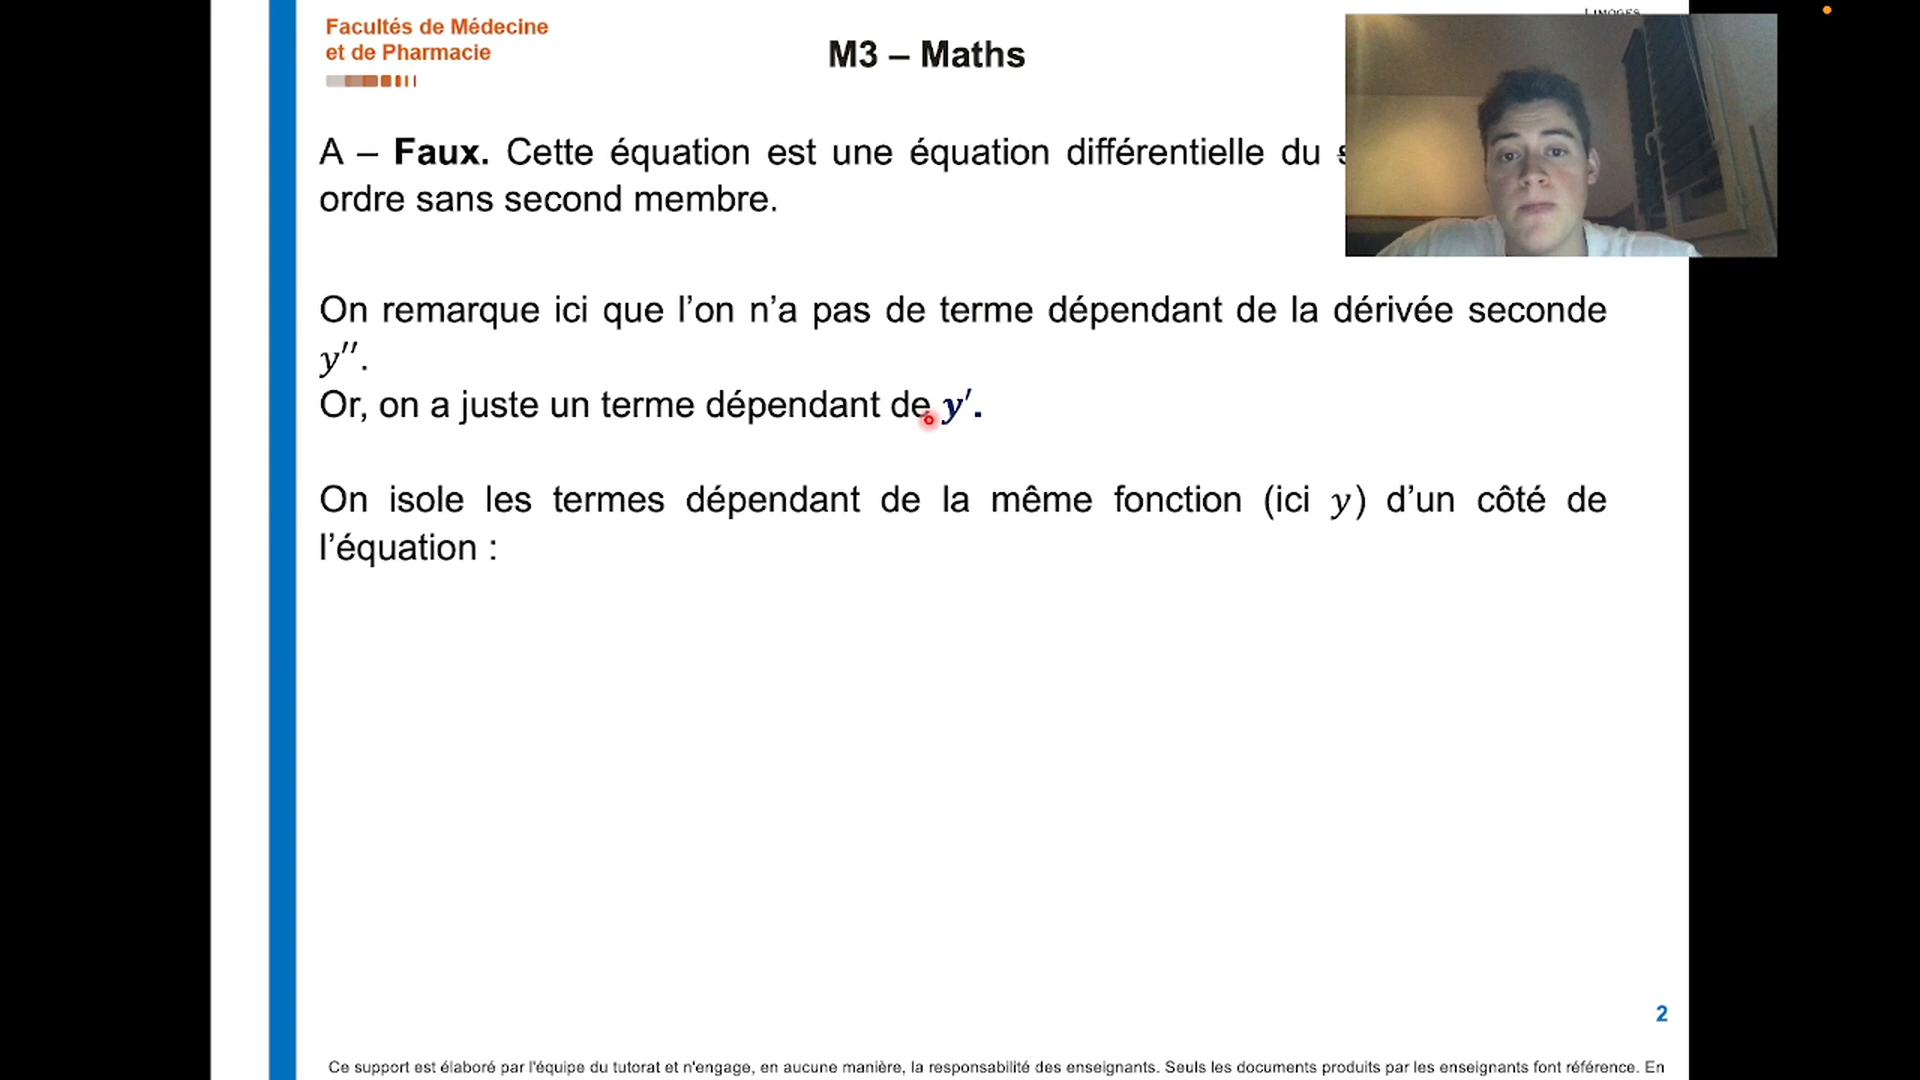 Facultés de Médecine
et de Pharmacie
M3 – Maths
A – Faux. Cette équation est une équation différentielle du
ordre sans second membre.
On remarque ici que l’on n’a pas de terme dépendant de la dérivée seconde
y′′.
Or, on a juste un terme dépendant de y′.
On isole les termes dépendant de la même fonction (ici y) d’un côté de
l’équation :
2
Ce support est élaboré par l'équipe du tutorat et n'engage, en aucune manière, la responsabilité des enseignants. Seuls les documents produits par les enseignants font référence. En